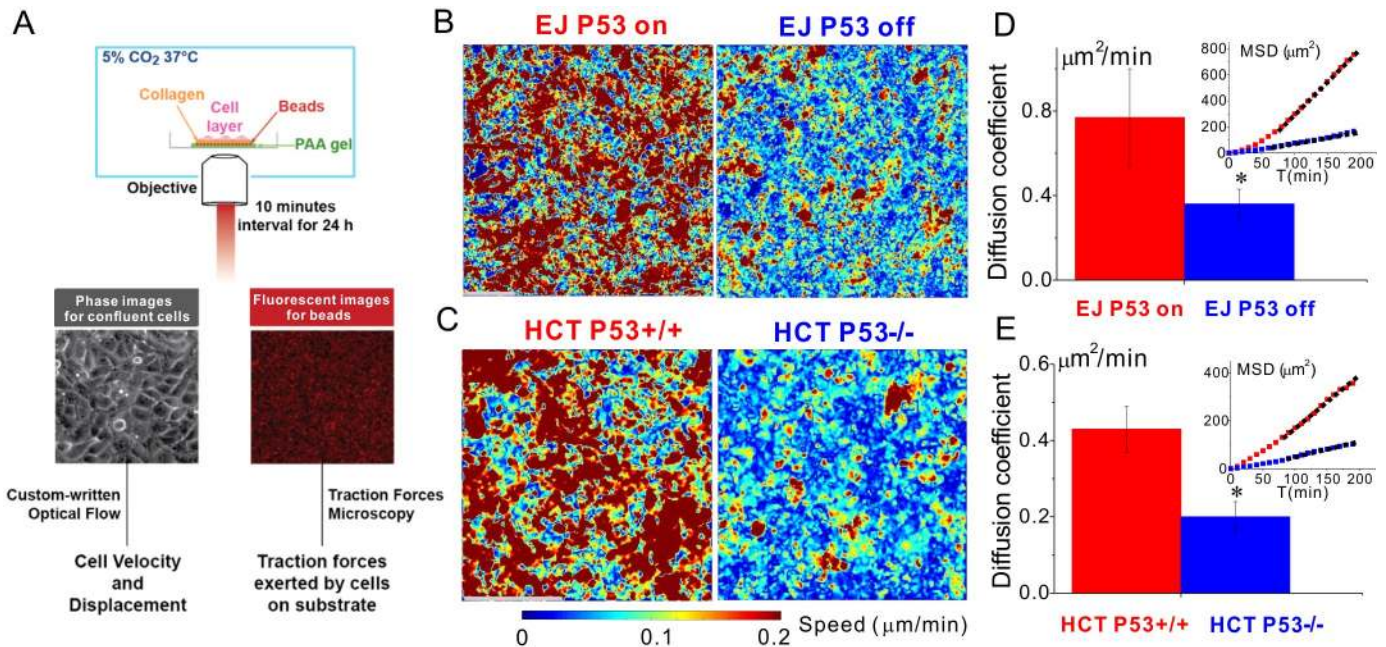 A
5% CO₂ 37°C
Collagen
Cell
layer
Beads
PAA gel
Objective
10 minutes
interval for 24 h
Phase images
for confluent cells
Fluorescent images
for beads
Custom-written
Optical Flow
Traction Forces
Microscopy
Cell Velocity
and
Displacement
Traction forces
exerted by cells
on substrate
B
EJ P53 on
EJ P53 off
C
HCT P53+/+
HCT P53-/-
0
0.1
0.2
Speed (μm/min)
D
μm²/min
Diffusion coefficient
0.8
0.4
0.0
EJ P53 on
EJ P53 off
*
MSD (μm²)
800
600
400
200
0
0
50
100
150
200
T(min)
E
μm²/min
Diffusion coefficient
0.6
0.4
0.2
0.0
HCT P53+/+
HCT P53-/-
*
MSD (μm²)
400
200
0
0
50
100
150
200
T(min)